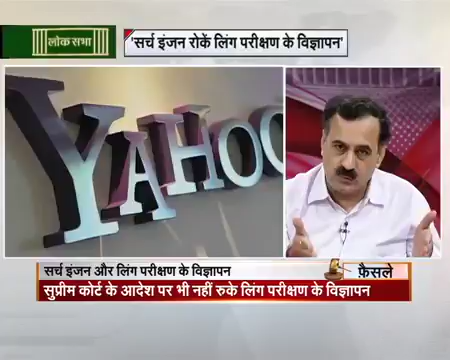 लोक सभा
'सर्च इंजन रोकें लिंग परीक्षण के विज्ञापन'
YAHOO
सर्च इंजन और लिंग परीक्षण के विज्ञापन
फ़ैसले
सुप्रीम कोर्ट के आदेश पर भी नहीं रुके लिंग परीक्षण के विज्ञापन